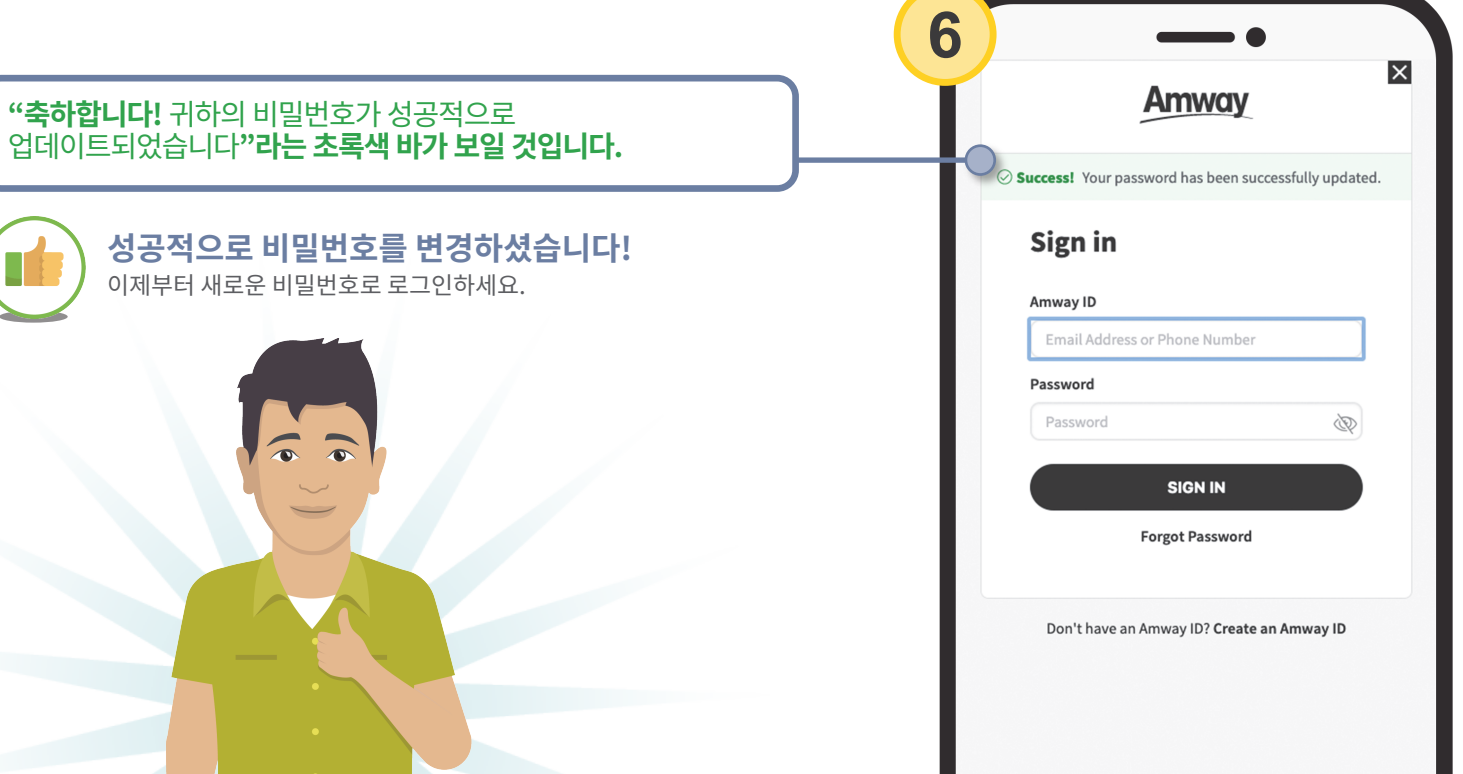 6
“축하합니다! 귀하의 비밀번호가 성공적으로
업데이트되었습니다”라는 초록색 바가 보일 것입니다.
성공적으로 비밀번호를 변경하셨습니다!
이제부터 새로운 비밀번호로 로그인하세요.
Amway
Success! Your password has been successfully updated.
Sign in
Amway ID
Email Address or Phone Number
Password
Password
SIGN IN
Forgot Password
Don't have an Amway ID? Create an Amway ID